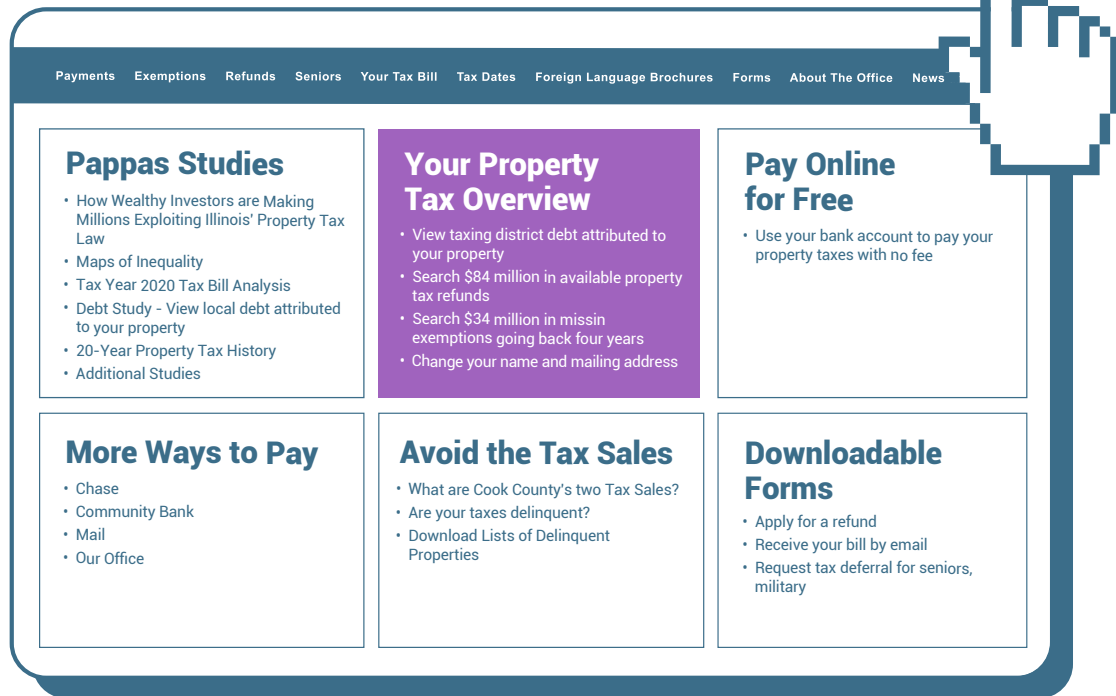 Payments Exemptions Refunds Seniors Your Tax Bill Tax Dates Foreign Language Brochures Forms About The Office News
Pappas Studies
• How Wealthy Investors are Making
Millions Exploiting Illinois' Property Tax
Law
• Maps of Inequality
• Tax Year 2020 Tax Bill Analysis
• Debt Study - View local debt attributed
to your property
• 20-Year Property Tax History
• Additional Studies
Your Property
Tax Overview
• View taxing district debt attributed to
your property
• Search $84 million in available property
tax refunds
• Search $34 million in missin
exemptions going back four years
• Change your name and mailing address
Pay Online
for Free
• Use your bank account to pay your
property taxes with no fee
More Ways to Pay
• Chase
• Community Bank
• Mail
• Our Office
Avoid the Tax Sales
• What are Cook County's two Tax Sales?
• Are your taxes delinquent?
• Download Lists of Delinquent
Properties
Downloadable
Forms
• Apply for a refund
• Receive your bill by email
• Request tax deferral for seniors,
military